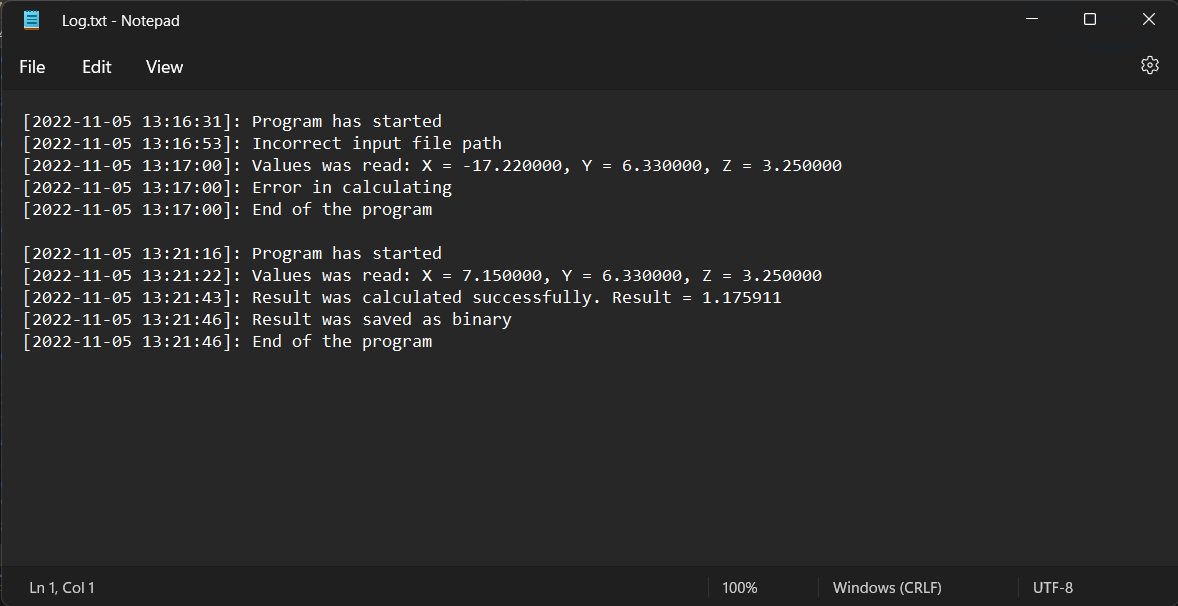 Log.txt - Notepad
File Edit View
[2022-11-05 13:16:31]: Program has started
[2022-11-05 13:16:53]: Incorrect input file path
[2022-11-05 13:17:00]: Values was read: X = -17.220000, Y = 6.330000, Z = 3.250000
[2022-11-05 13:17:00]: Error in calculating
[2022-11-05 13:17:00]: End of the program
[2022-11-05 13:21:16]: Program has started
[2022-11-05 13:21:22]: Values was read: X = 7.150000, Y = 6.330000, Z = 3.250000
[2022-11-05 13:21:43]: Result was calculated successfully. Result = 1.175911
[2022-11-05 13:21:46]: Result was saved as binary
[2022-11-05 13:21:46]: End of the program
Ln 1, Col 1 100% Windows (CRLF) UTF-8